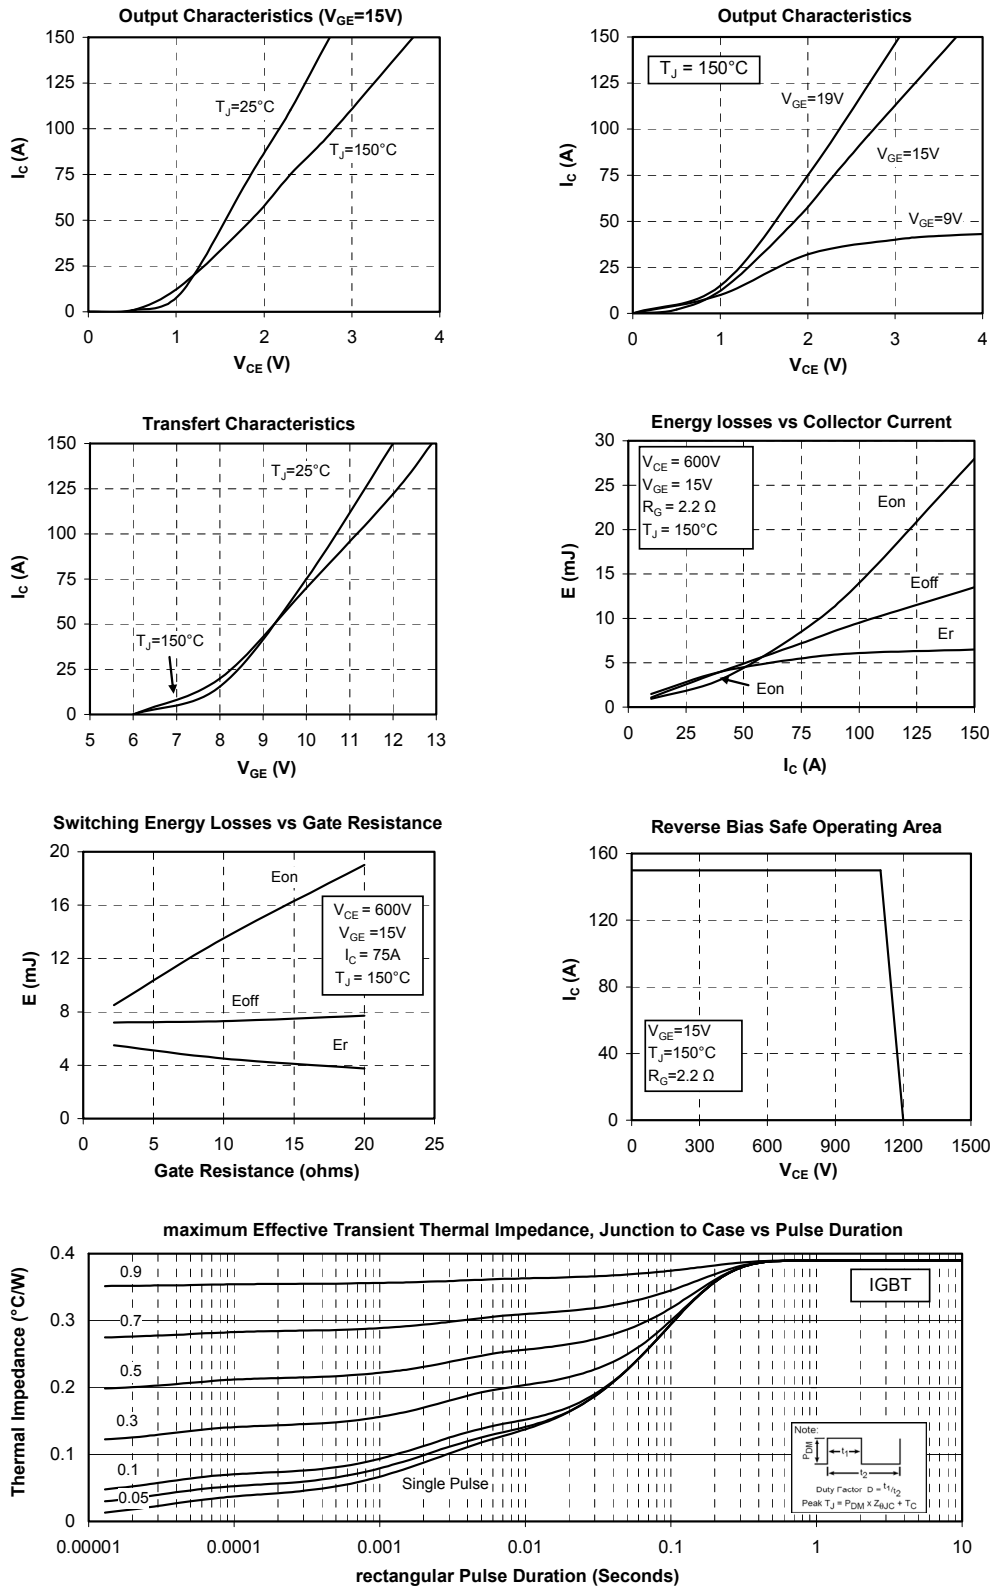 Output Characteristics (VGE=15V)
150
125
100
75
50
25
0
0 1 2 3 4
IC (A)
VCE (V)
TJ=25°C
TJ=150°C
Output Characteristics
150
125
100
75
50
25
0
0 1 2 3 4
IC (A)
VCE (V)
TJ = 150°C
VGE=19V
VGE=15V
VGE=9V
Transfert Characteristics
150
125
100
75
50
25
0
5 6 7 8 9 10 11 12 13
IC (A)
VGE (V)
TJ=25°C
TJ=150°C
Energy losses vs Collector Current
30
25
20
15
10
5
0
0 25 50 75 100 125 150
E (mJ)
IC (A)
VCE = 600V
VGE = 15V
RG = 2.2 Ω
TJ = 150°C
Eon
Eoff
Er
Eon
Switching Energy Losses vs Gate Resistance
20
16
12
8
4
0
0 5 10 15 20 25
E (mJ)
Gate Resistance (ohms)
Eon
VCE = 600V
VGE =15V
IC = 75A
TJ = 150°C
Eoff
Er
Reverse Bias Safe Operating Area
160
120
80
40
0
0 300 600 900 1200 1500
IC (A)
VCE (V)
VGE=15V
TJ=150°C
RG=2.2 Ω
maximum Effective Transient Thermal Impedance, Junction to Case vs Pulse Duration
0.4
0.3
0.2
0.1
0
0.00001 0.0001 0.001 0.01 0.1 1 10
Thermal Impedance (°C/W)
rectangular Pulse Duration (Seconds)
0.9
0.7
0.5
0.3
0.1
0.05
Single Pulse
IGBT
Note:
PDM
t1
t2
Duty Factor D = t1/t2
Peak TJ = PDM x ZθJC + TC